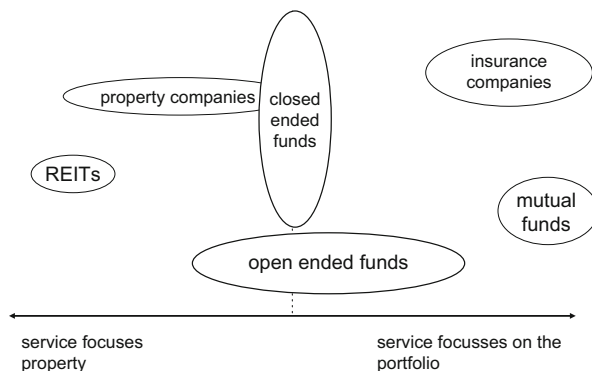 insurance
companies
property companies
closed
ended
funds
REITs
mutual
funds
open ended funds
service focuses
property
service focusses on the
portfolio